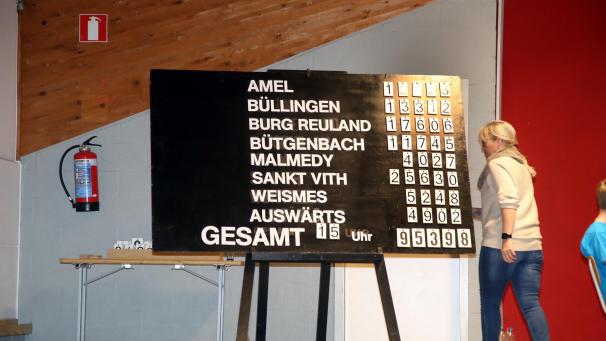 AMEL
BÜLLINGEN 13312
BURG REULAND 17606
BÜTGENBACH 11745
MALMEDY 4027
SANKT VITH 25630
WEISMES 5248
AUSWÄRTS 4902
GESAMT 15 Uhr 95398